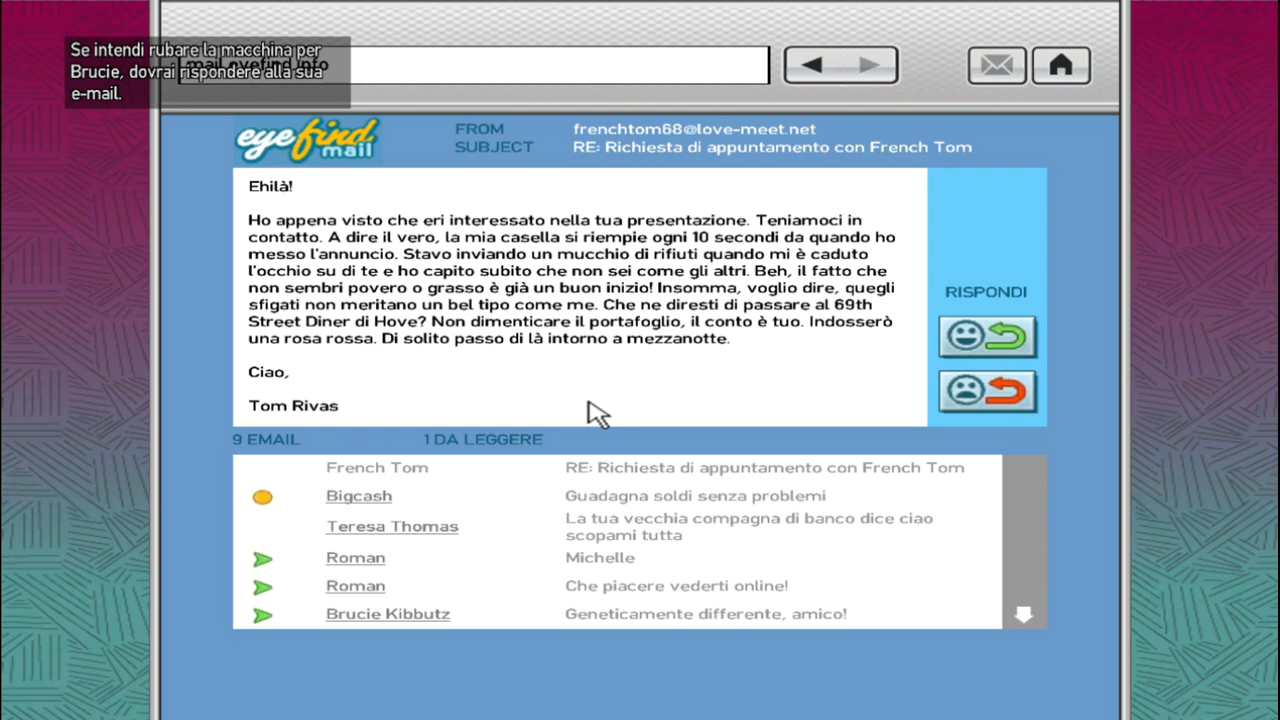 Se intendi rubare la macchina per
Brucie, dovrai rispondere alla sua
e-mail.
mail.eyefind.info
eyefind mail
FROM frenchtom68@love-meet.net
SUBJECT RE: Richiesta di appuntamento con French Tom
Ehilà!
Ho appena visto che eri interessato nella tua presentazione. Teniamoci in
contatto. A dire il vero, la mia casella si riempie ogni 10 secondi da quando ho
messo l'annuncio. Stavo inviando un mucchio di rifiuti quando mi è caduto
l'occhio su di te e ho capito subito che non sei come gli altri. Beh, il fatto che
non sembri povero o grasso è già un buon inizio! Insomma, voglio dire, quegli
sfigati non meritano un bel tipo come me. Che ne diresti di passare al 69th
Street Diner di Hove? Non dimenticare il portafoglio, il conto è tuo. Indosserò
una rosa rossa. Di solito passo di là intorno a mezzanotte.
Ciao,
Tom Rivas
RISPONDI
9 EMAIL 1 DA LEGGERE
French Tom RE: Richiesta di appuntamento con French Tom
Bigcash Guadagna soldi senza problemi
Teresa Thomas La tua vecchia compagna di banco dice ciao
scopami tutta
Roman Michelle
Roman Che piacere vederti online!
Brucie Kibbutz Geneticamente differente, amico!